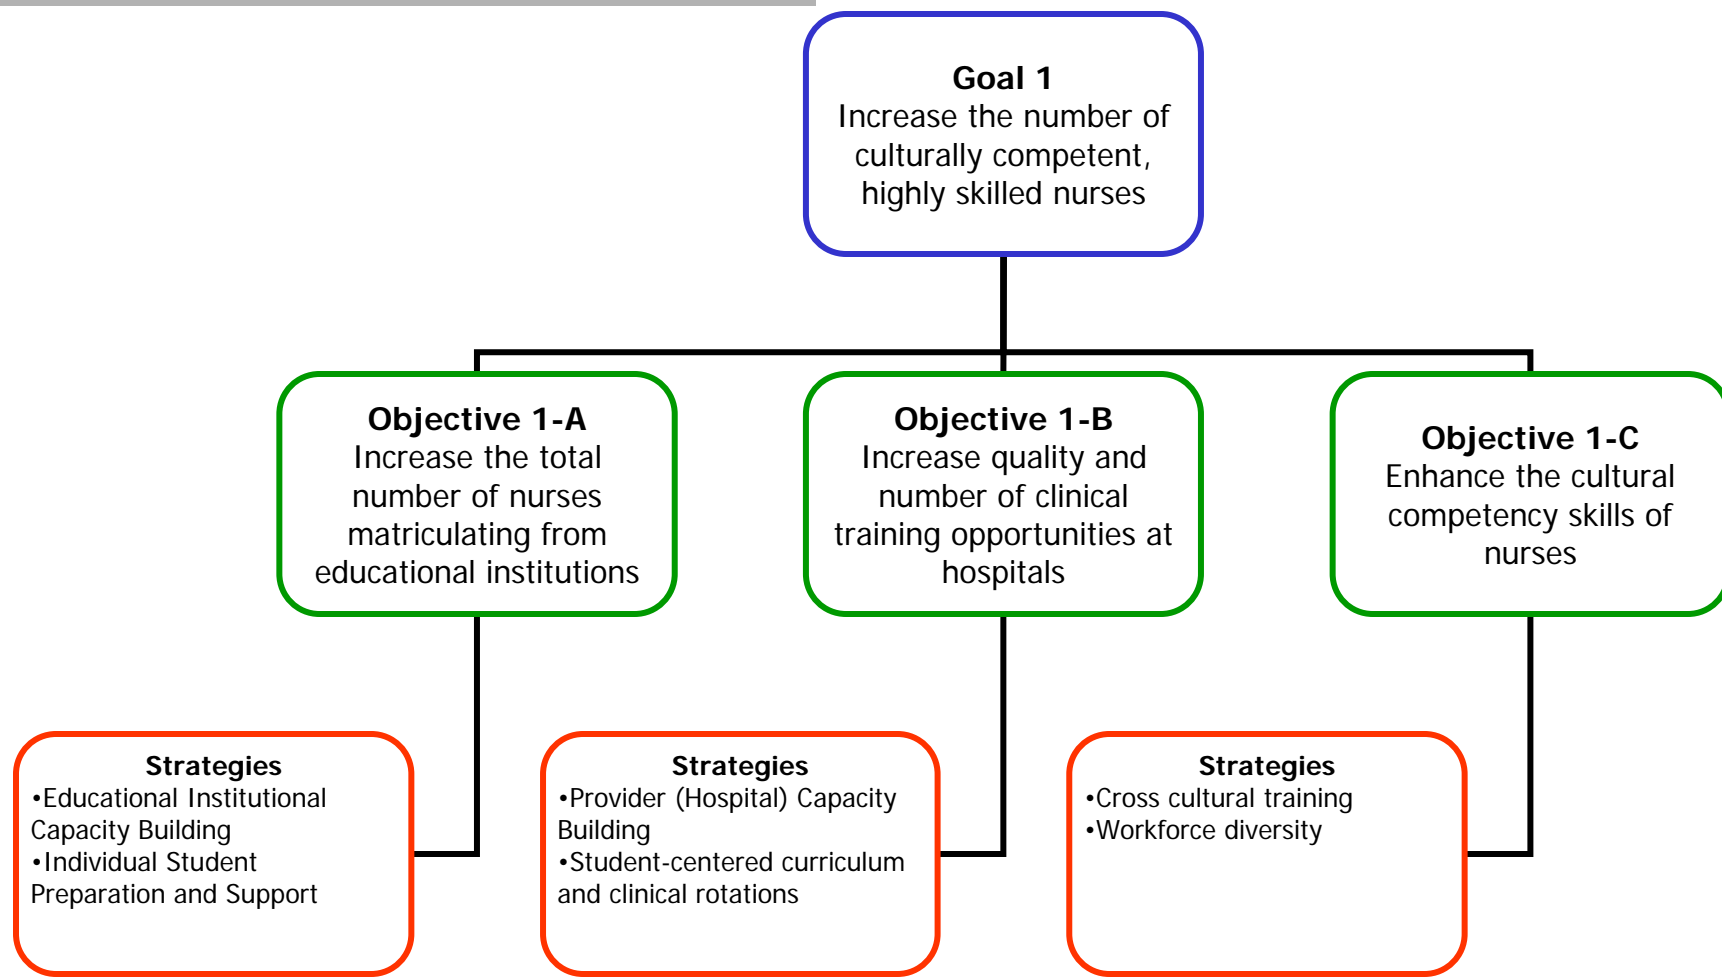 Goal 1
Increase the number of
culturally competent,
highly skilled nurses
Objective 1-A
Increase the total
number of nurses
matriculating from
educational institutions
Objective 1-B
Increase quality and
number of clinical
training opportunities at
hospitals
Objective 1-C
Enhance the cultural
competency skills of
nurses
Strategies
•Educational Institutional
Capacity Building
•Individual Student
Preparation and Support
Strategies
•Provider (Hospital) Capacity
Building
•Student-centered curriculum
and clinical rotations
Strategies
•Cross cultural training
•Workforce diversity